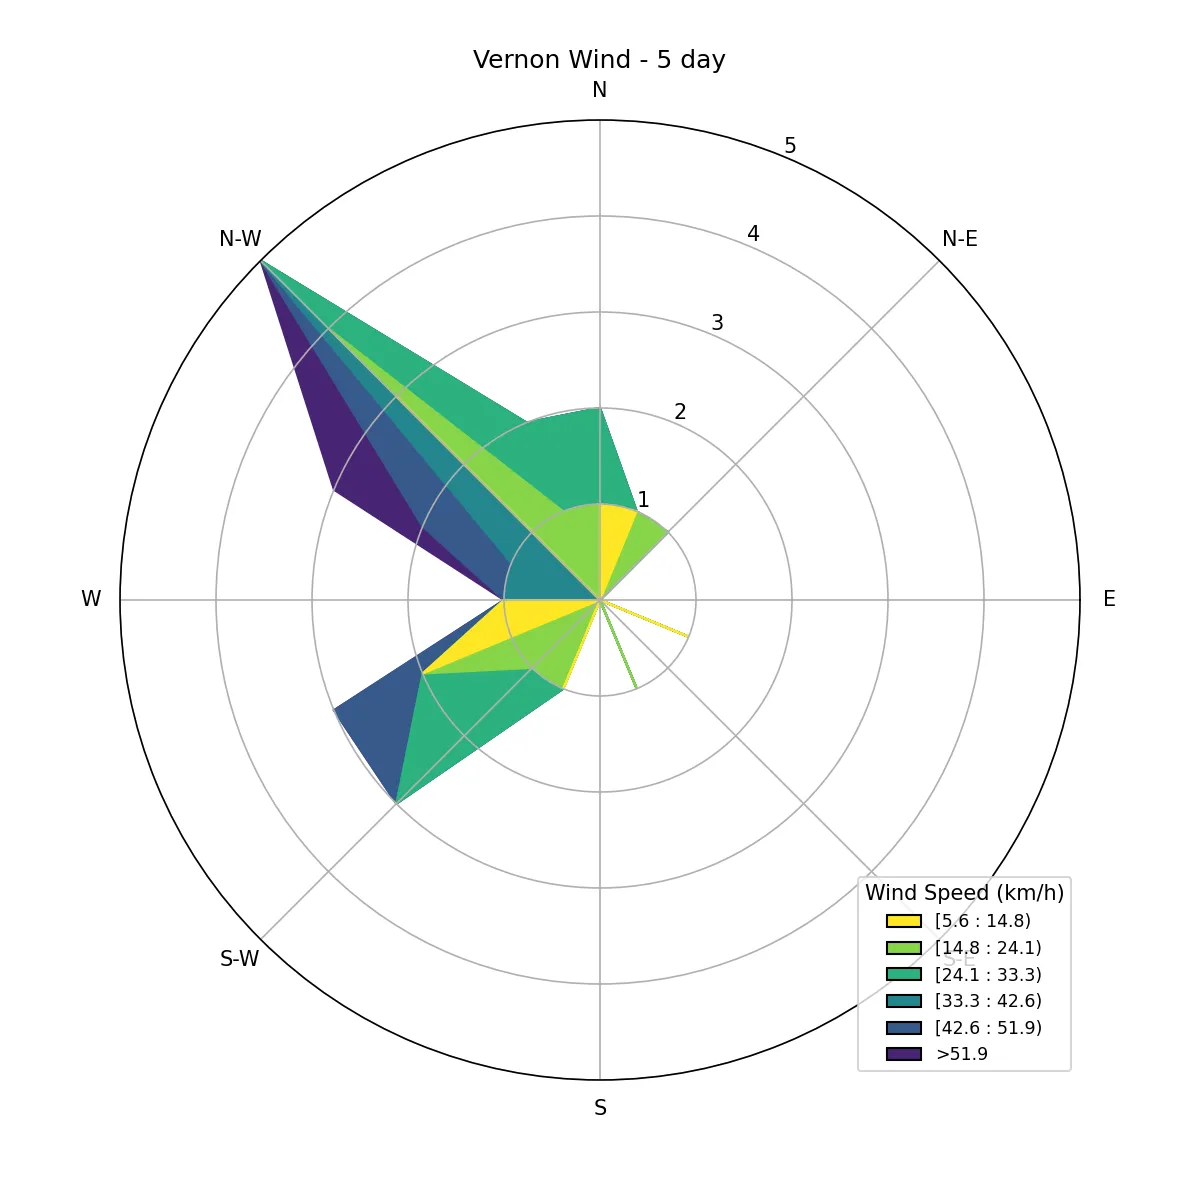 Vernon Wind - 5 day
N
5
N-W
N-E
4
3
2
1
W
E
S-W
S-E
Wind Speed (km/h)
[5.6 : 14.8)
[14.8 : 24.1)
[24.1 : 33.3)
[33.3 : 42.6)
[42.6 : 51.9)
>51.9
S